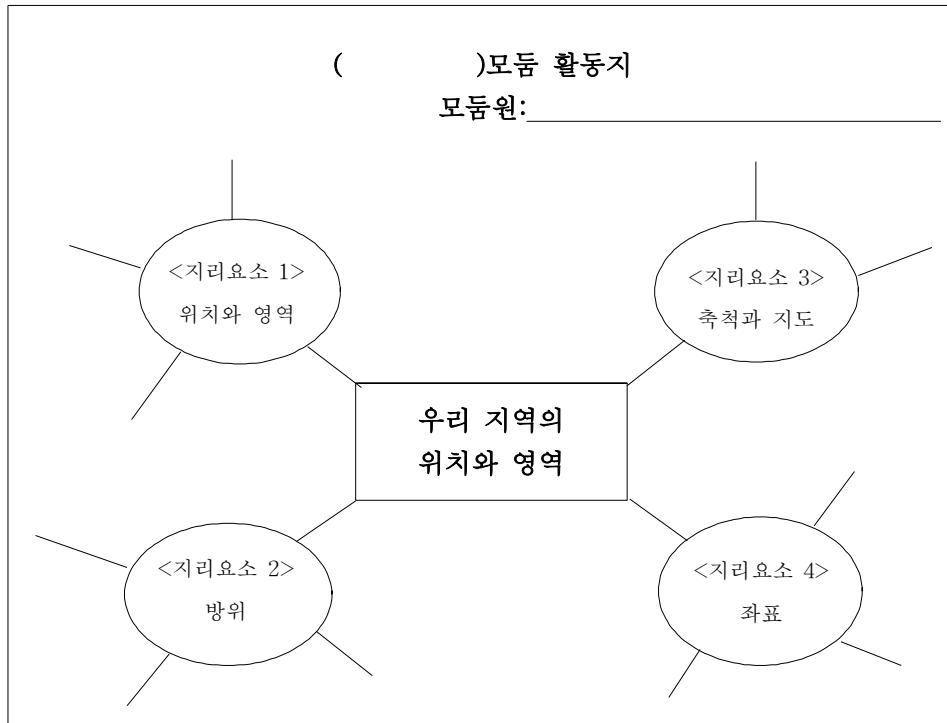 (          )모둠 활동지
모둠원:
<지리요소 1>
위치와 영역
<지리요소 3>
축척과 지도
우리 지역의
위치와 영역
<지리요소 2>
방위
<지리요소 4>
좌표